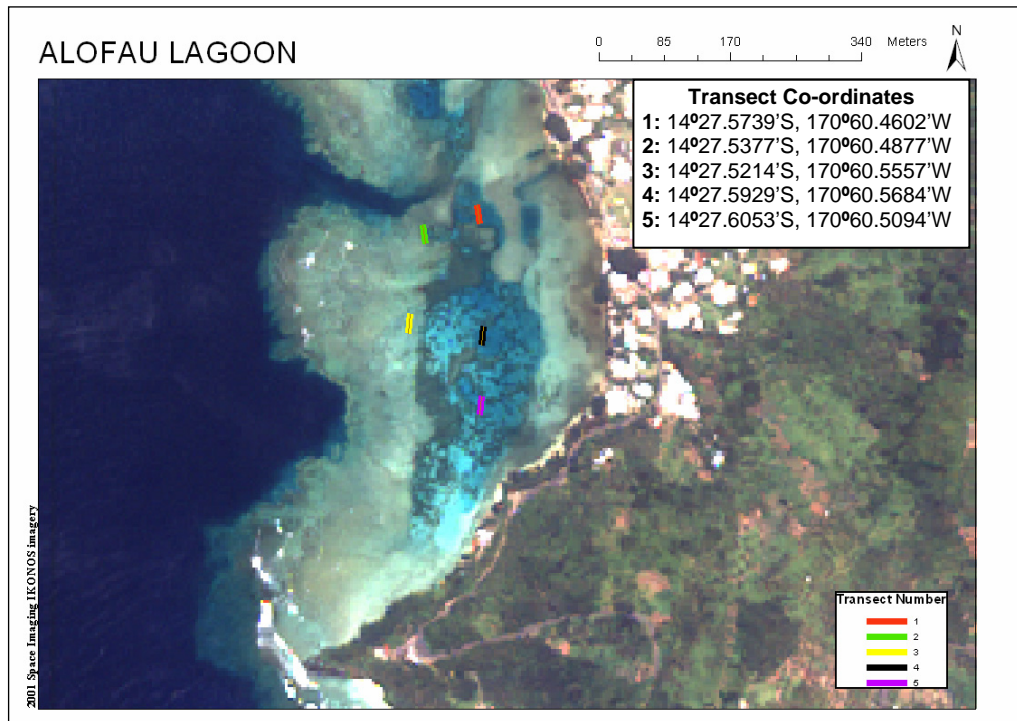 ALOFAU LAGOON
0 85 170 340 Meters
N
Transect Co-ordinates
1: 14º27.5739'S, 170º60.4602'W
2: 14º27.5377'S, 170º60.4877'W
3: 14º27.5214'S, 170º60.5557'W
4: 14º27.5929'S, 170º60.5684'W
5: 14º27.6053'S, 170º60.5094'W
2001 Space Imaging IKONOS imagery
Transect Number
1
2
3
4
5